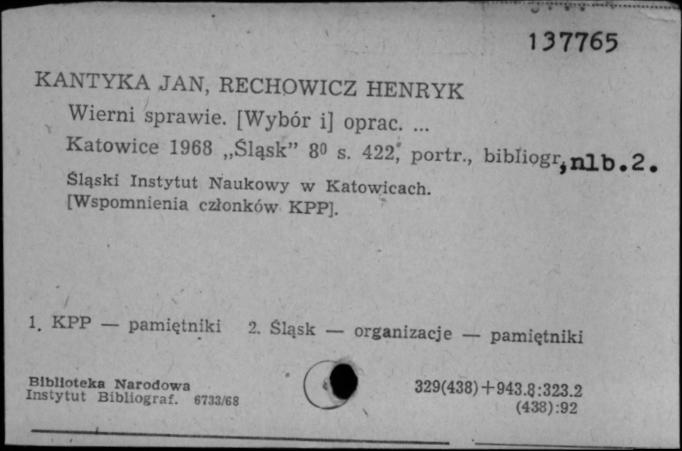 137765
KANTYKA JAN, RECHOWICZ HENRYK
Wierni sprawie. [Wybór i] oprac. ...
Katowice 1968 „Śląsk” 8⁰ s. 422, portr., bibliogr, nlb.2.
Śląski Instytut Naukowy w Katowicach.
[Wspomnienia członków KPP].
1. KPP — pamiętniki 2. Śląsk — organizacje — pamiętniki
Biblioteka Narodowa
Instytut Bibliograf. 6733/68
329(438)+943.8:323.2
(438):92